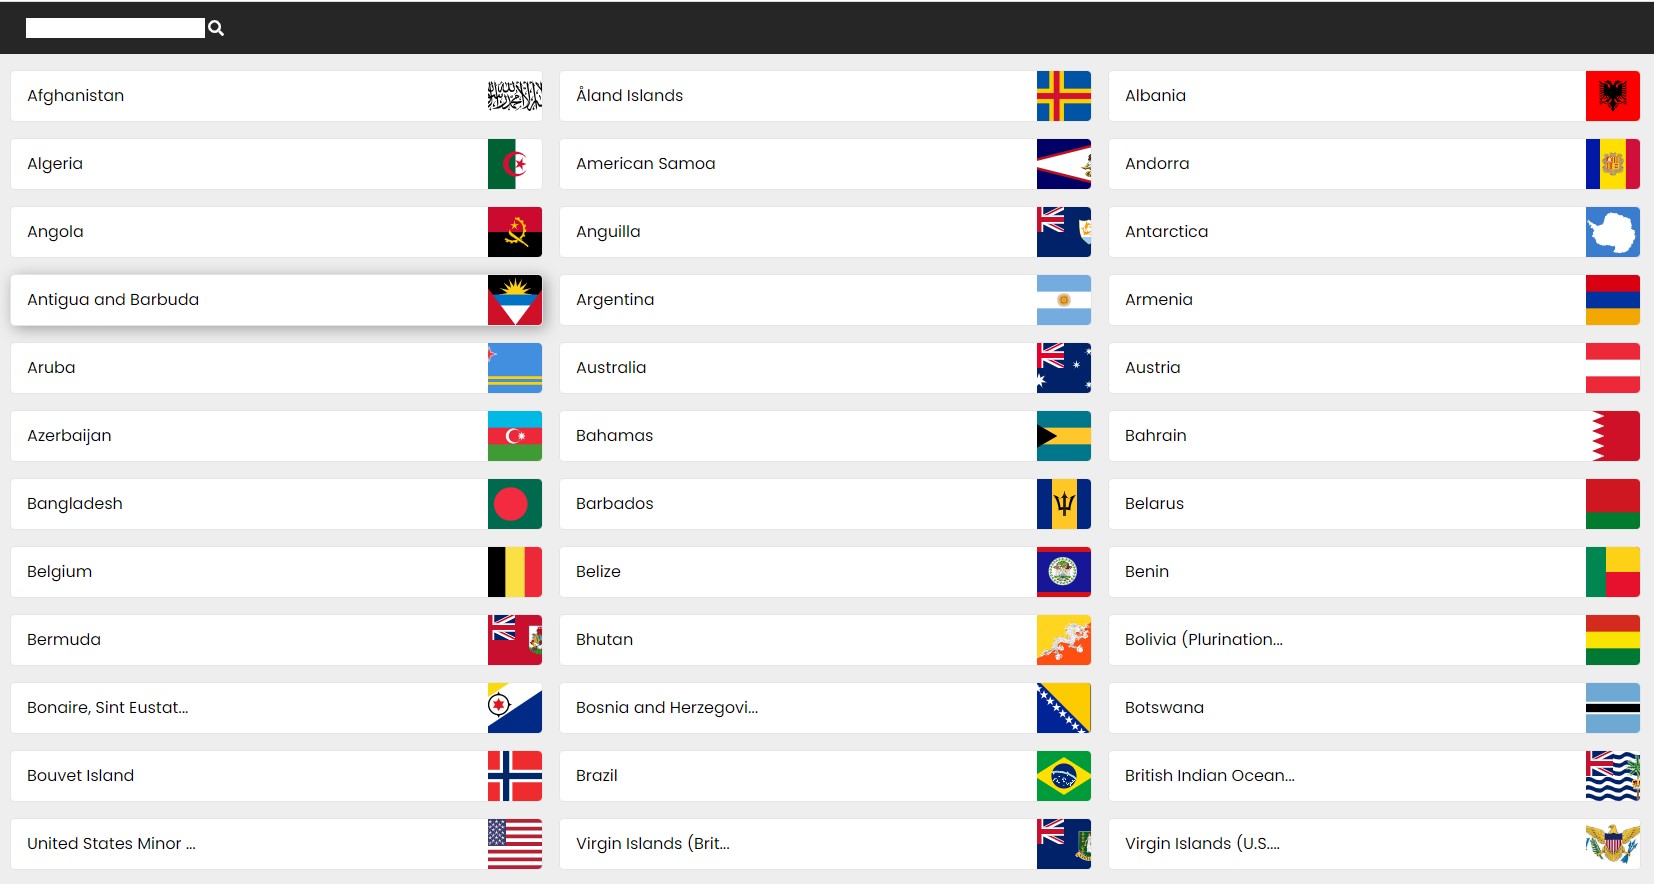 Afghanistan
Åland Islands
Albania
Algeria
American Samoa
Andorra
Angola
Anguilla
Antarctica
Antigua and Barbuda
Argentina
Armenia
Aruba
Australia
Austria
Azerbaijan
Bahamas
Bahrain
Bangladesh
Barbados
Belarus
Belgium
Belize
Benin
Bermuda
Bhutan
Bolivia (Plurination...
Bonaire, Sint Eustat...
Bosnia and Herzegovi...
Botswana
Bouvet Island
Brazil
British Indian Ocean...
United States Minor ...
Virgin Islands (Brit...
Virgin Islands (U.S....